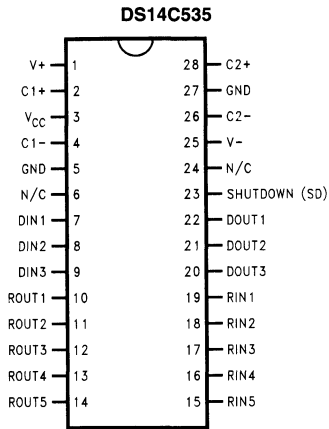 DS14C535
V+ 1 28 C2+
C1+ 2 27 GND
VCC 3 26 C2-
C1- 4 25 V-
GND 5 24 N/C
N/C 6 23 SHUTDOWN (SD)
DIN1 7 22 DOUT1
DIN2 8 21 DOUT2
DIN3 9 20 DOUT3
ROUT1 10 19 RIN1
ROUT2 11 18 RIN2
ROUT3 12 17 RIN3
ROUT4 13 16 RIN4
ROUT5 14 15 RIN5